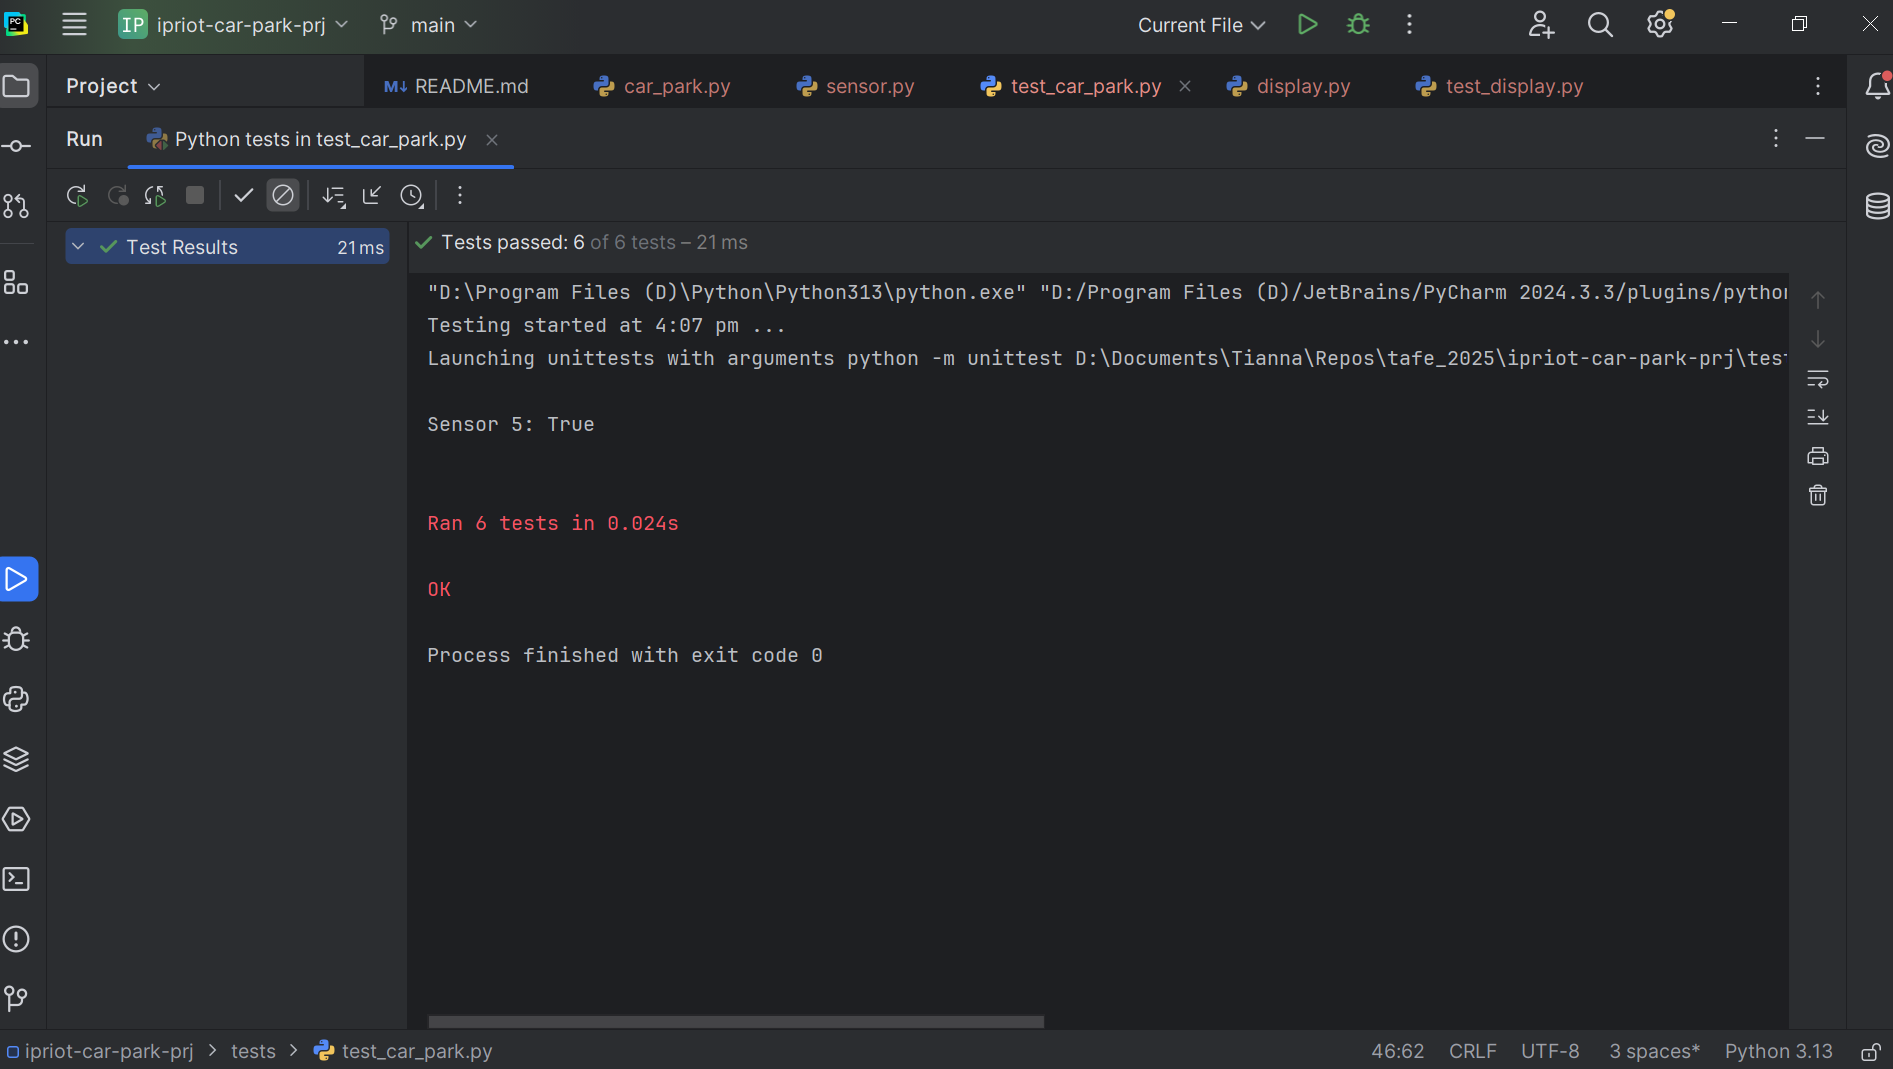 PC
IP ipriot-car-park-prj main Current File
Project README.md car_park.py sensor.py test_car_park.py display.py test_display.py
Run Python tests in test_car_park.py
Test Results 21 ms
Tests passed: 6 of 6 tests – 21 ms
"D:\Program Files (D)\Python\Python313\python.exe" "D:/Program Files (D)/JetBrains/PyCharm 2024.3.3/plugins/python
Testing started at 4:07 pm ...
Launching unittests with arguments python -m unittest D:\Documents\Tianna\Repos\tafe_2025\ipriot-car-park-prj\test
Sensor 5: True
Ran 6 tests in 0.024s
OK
Process finished with exit code 0
ipriot-car-park-prj > tests > test_car_park.py 46:62 CRLF UTF-8 3 spaces* Python 3.13